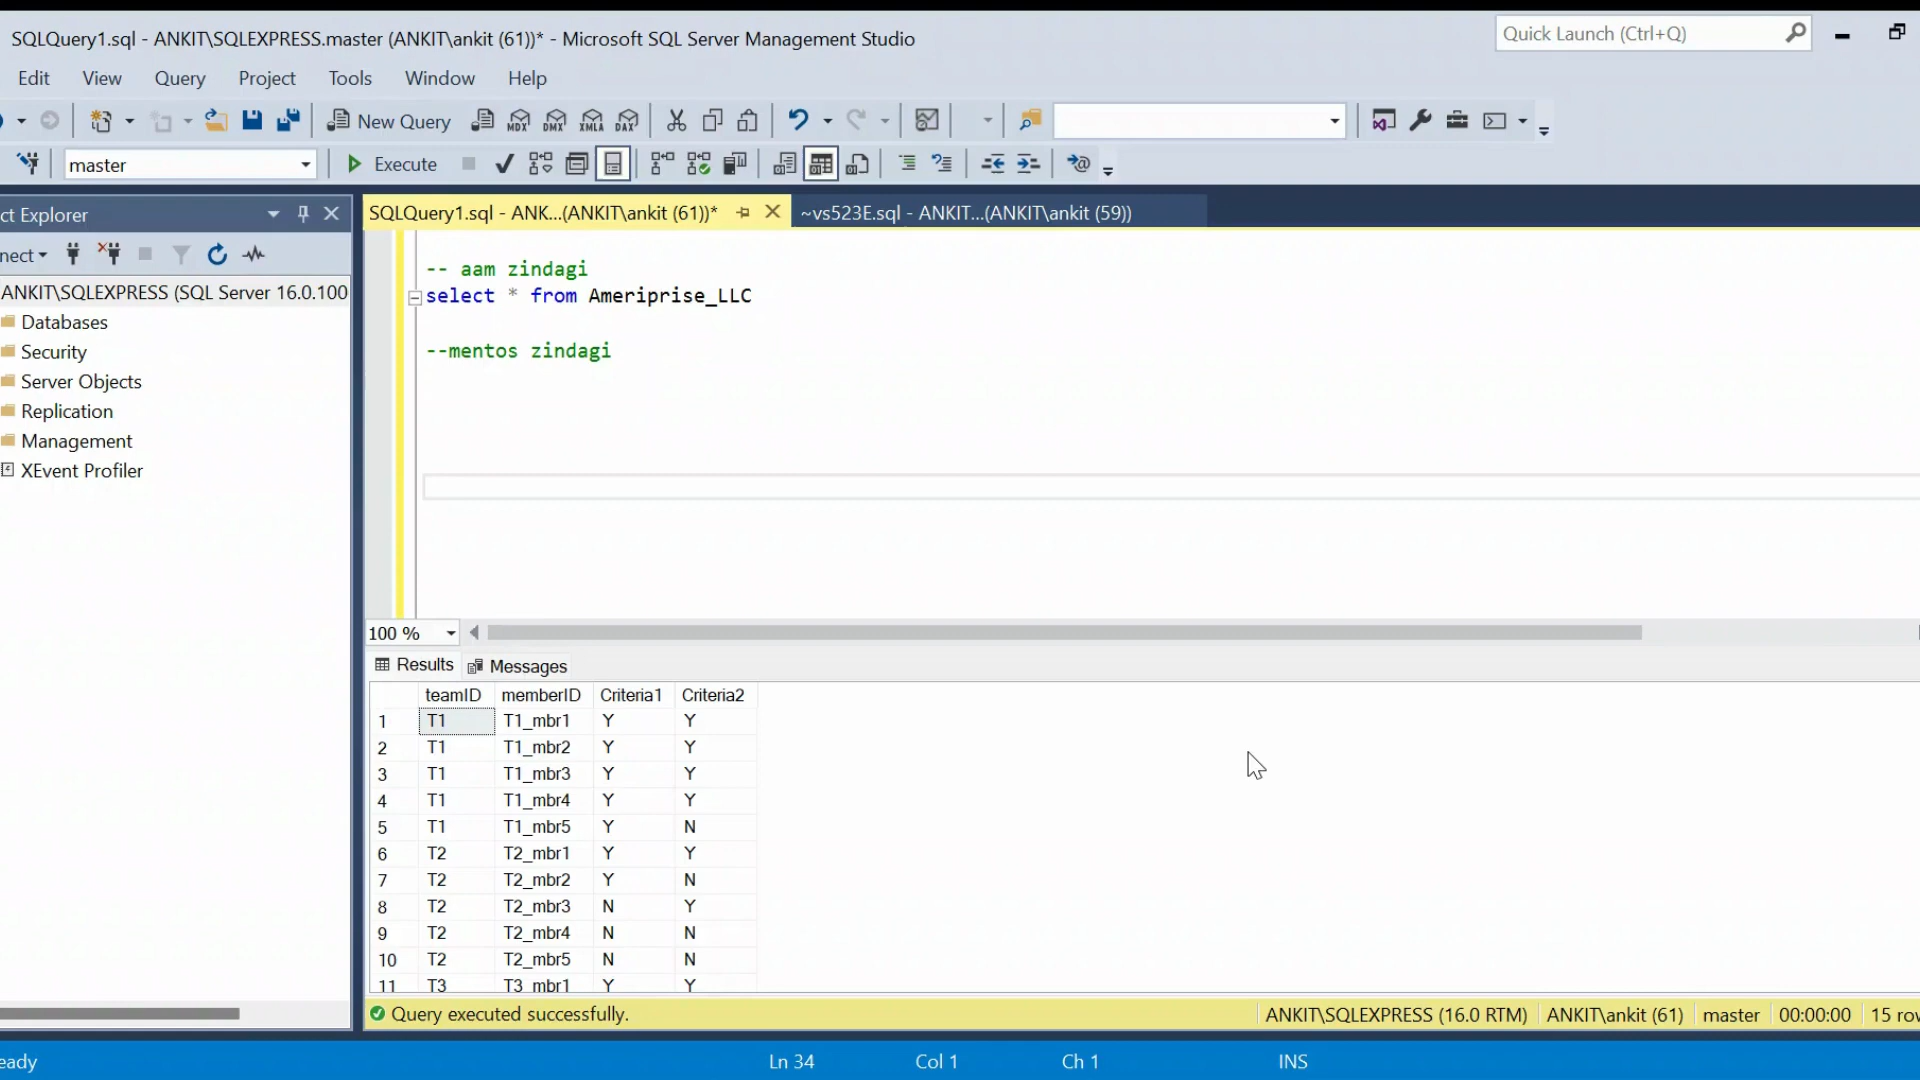 SQLQuery1.sql - ANKIT\SQLEXPRESS.master (ANKIT\ankit (61))* - Microsoft SQL Server Management Studio
Quick Launch (Ctrl+Q)
Edit View Query Project Tools Window Help
New Query MDX DMX XMLA DAX
master Execute
ct Explorer
SQLQuery1.sql - ANK...(ANKIT\ankit (61))* ~vs523E.sql - ANKIT...(ANKIT\ankit (59))
nect
ANKIT\SQLEXPRESS (SQL Server 16.0.100
Databases
Security
Server Objects
Replication
Management
XEvent Profiler
-- aam zindagi
select * from Ameriprise_LLC
--mentos zindagi
100 %
Results Messages
teamID memberID Criteria1 Criteria2
1 T1 T1_mbr1 Y Y
2 T1 T1_mbr2 Y Y
3 T1 T1_mbr3 Y Y
4 T1 T1_mbr4 Y Y
5 T1 T1_mbr5 Y N
6 T2 T2_mbr1 Y Y
7 T2 T2_mbr2 Y N
8 T2 T2_mbr3 N Y
9 T2 T2_mbr4 N N
10 T2 T2_mbr5 N N
11 T3 T3_mbr1 Y Y
Query executed successfully. ANKIT\SQLEXPRESS (16.0 RTM) ANKIT\ankit (61) master 00:00:00 15 row
eady Ln 34 Col 1 Ch 1 INS